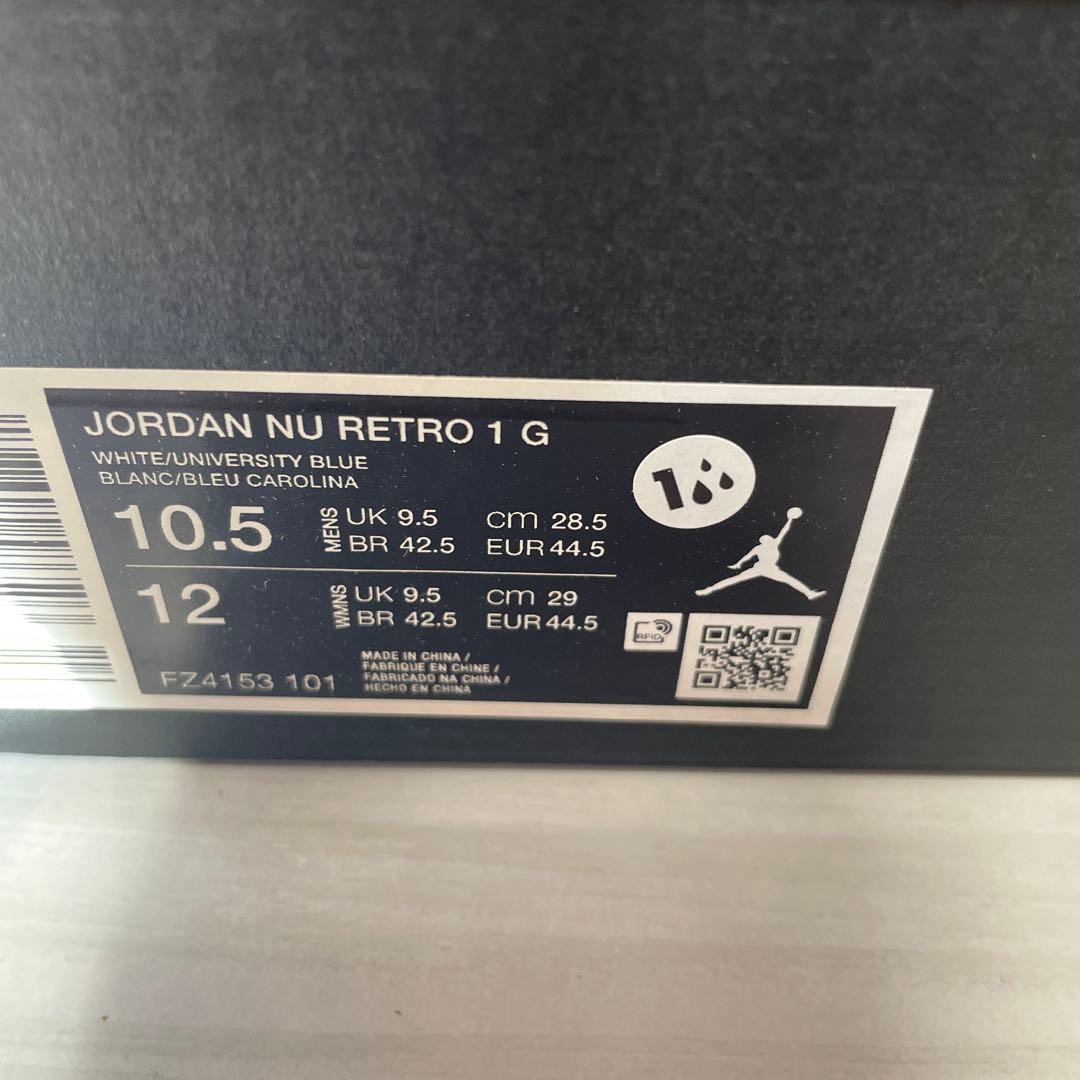 JORDAN NU RETRO 1 G
WHITE/UNIVERSITY BLUE
BLANC/BLEU CAROLINA
10.5 MENS UK 9.5 cm 28.5
BR 42.5 EUR 44.5
12 WMNS UK 9.5 cm 29
BR 42.5 EUR 44.5
FZ4153 101
MADE IN CHINA /
FABRIQUE EN CHINE /
FABRICADO NA CHINA /
HECHO EN CHINA
RFID
1